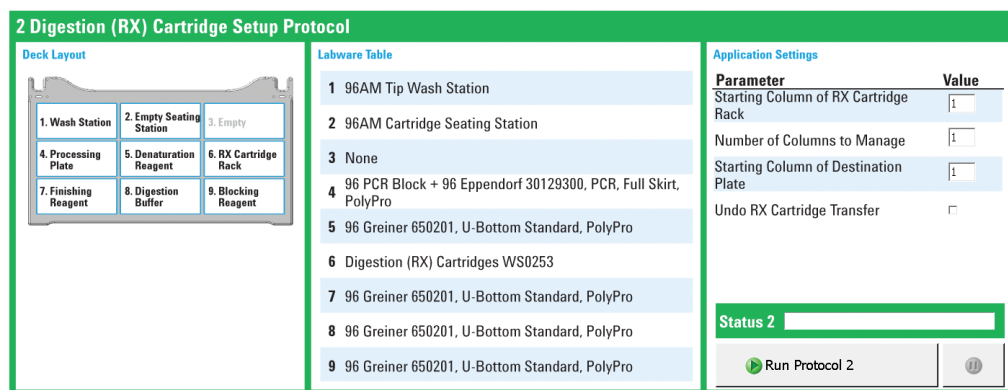 2 Digestion (RX) Cartridge Setup Protocol
Deck Layout
1. Wash Station
2. Empty Seating
Station
3. Empty
4. Processing
Plate
5. Denaturation
Reagent
6. RX Cartridge
Rack
7. Finishing
Reagent
8. Digestion
Buffer
9. Blocking
Reagent
Labware Table
1 96AM Tip Wash Station
2 96AM Cartridge Seating Station
3 None
4 96 PCR Block + 96 Eppendorf 30129300, PCR, Full Skirt,
PolyPro
5 96 Greiner 650201, U-Bottom Standard, PolyPro
6 Digestion (RX) Cartridges WS0253
7 96 Greiner 650201, U-Bottom Standard, PolyPro
8 96 Greiner 650201, U-Bottom Standard, PolyPro
9 96 Greiner 650201, U-Bottom Standard, PolyPro
Application Settings
Parameter Value
Starting Column of RX Cartridge
Rack
1
Number of Columns to Manage 1
Starting Column of Destination
Plate
1
Undo RX Cartridge Transfer
Status 2
Run Protocol 2